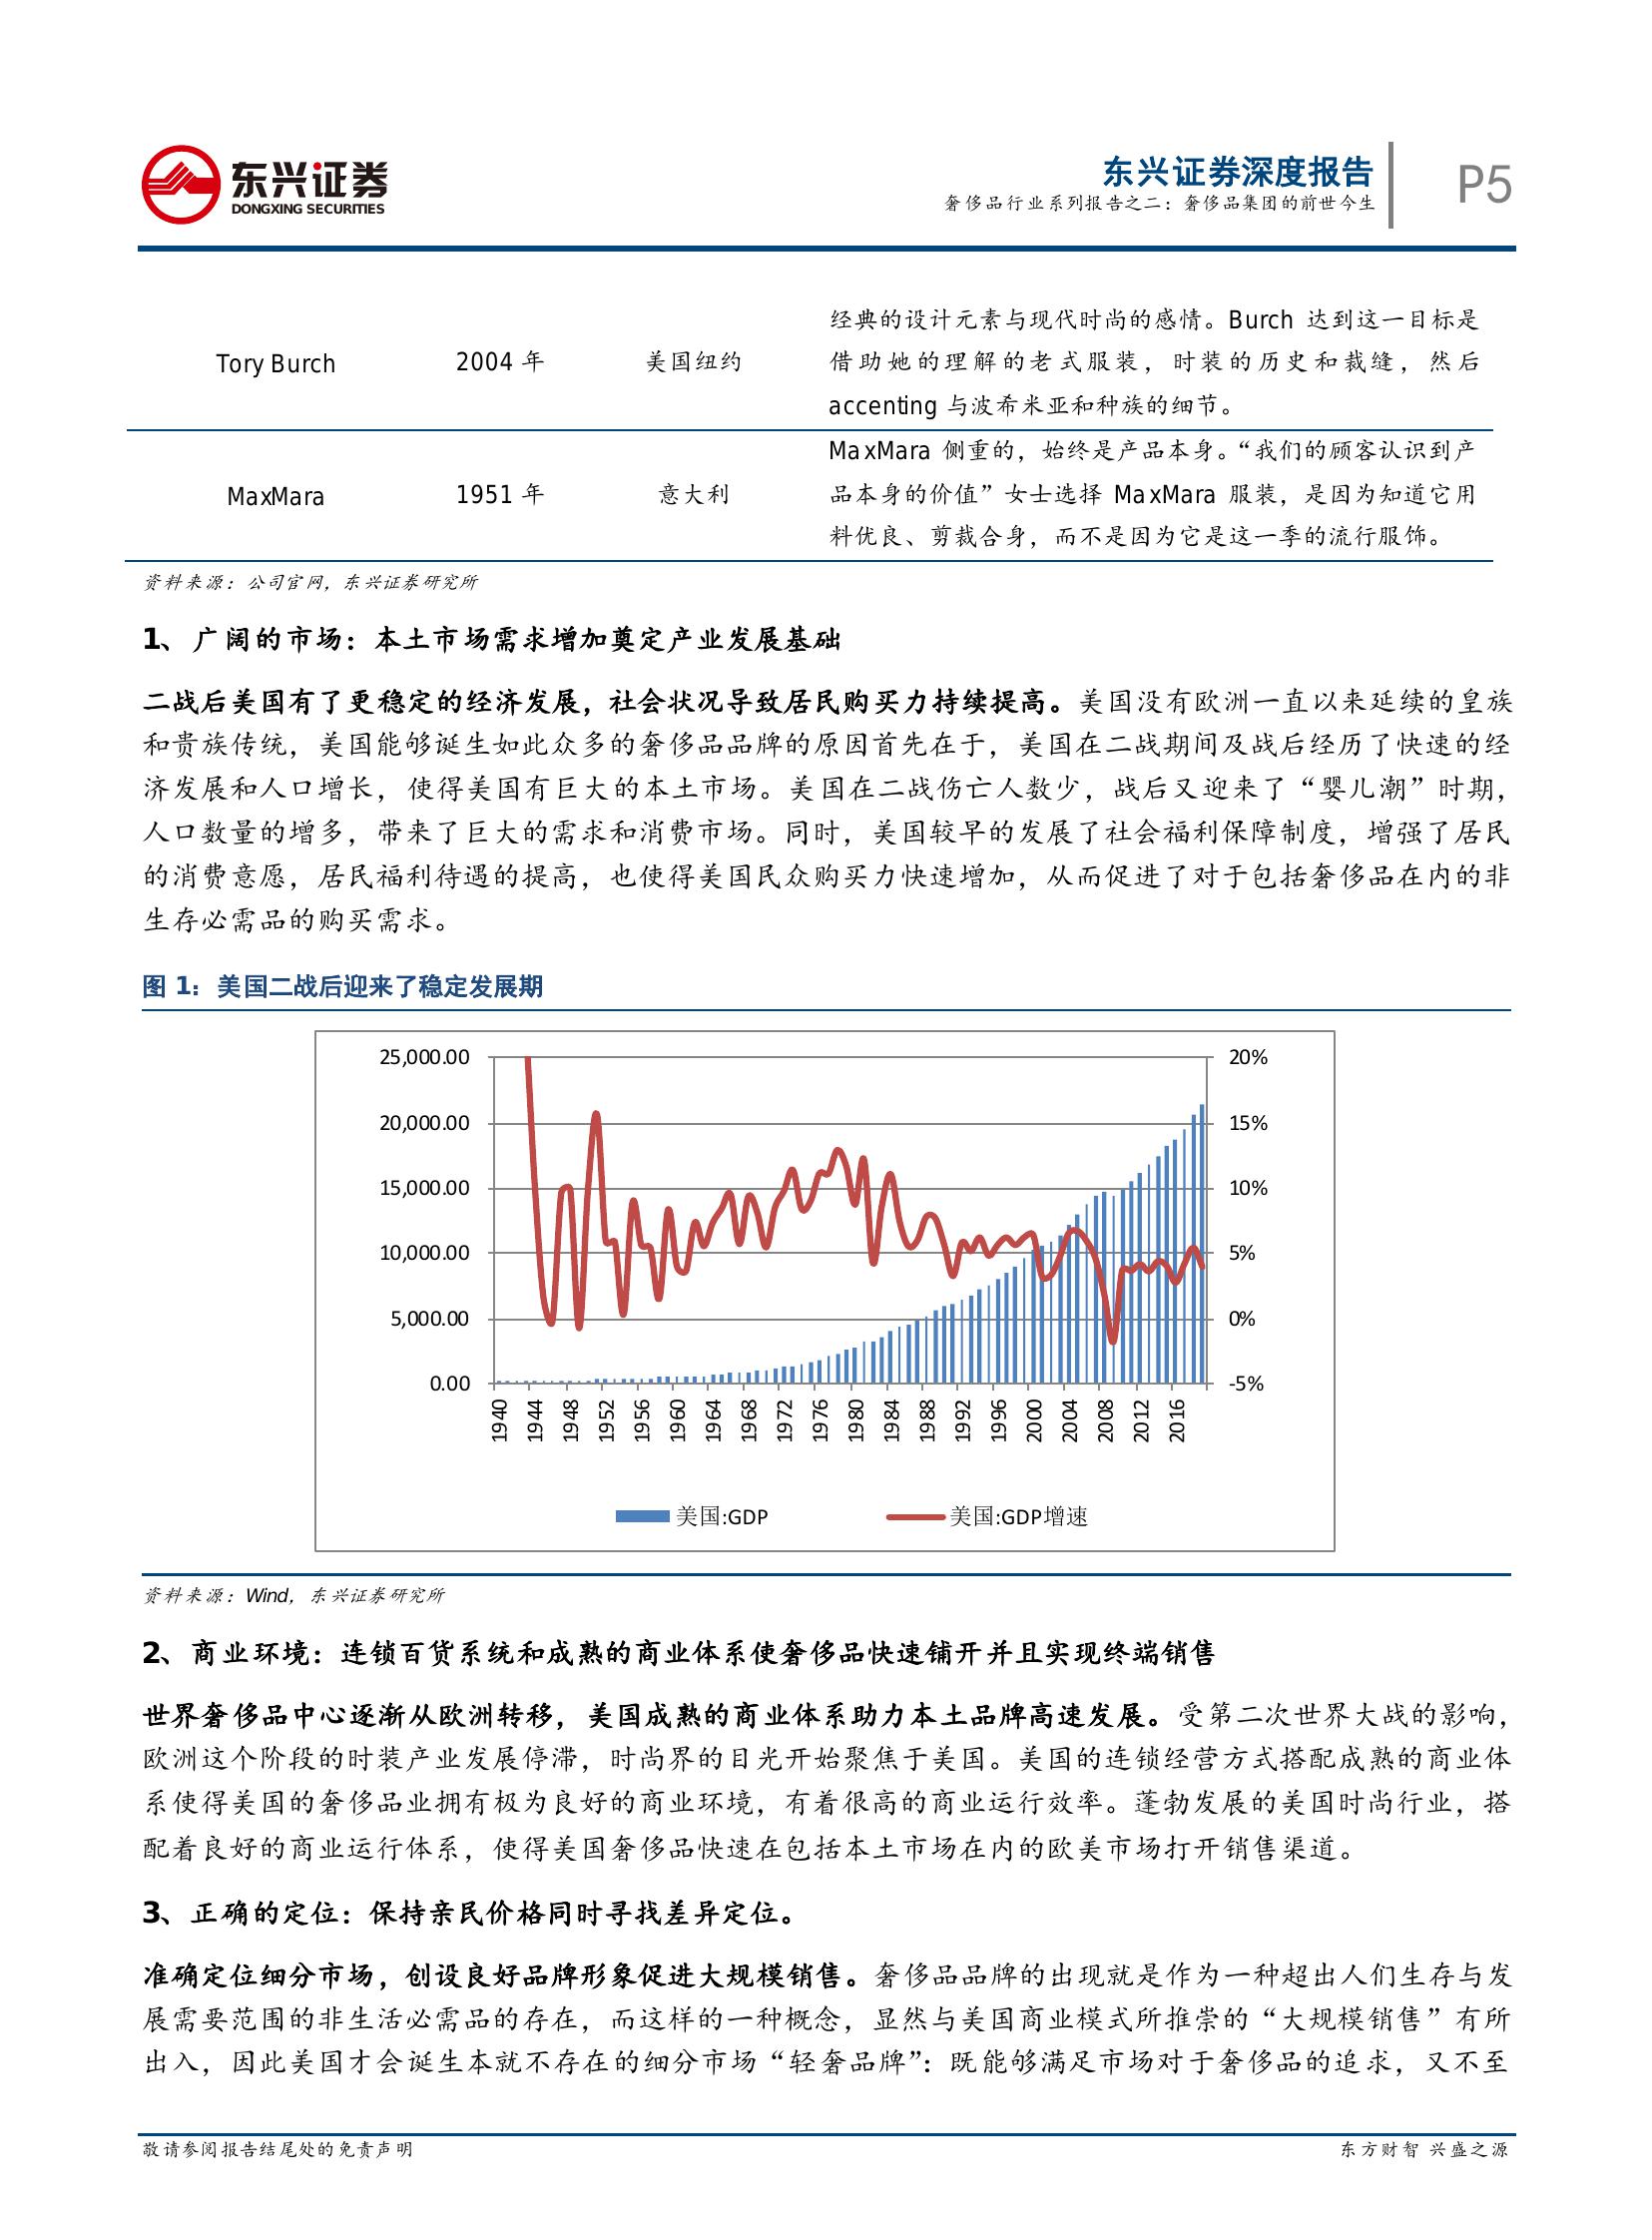 东兴证券
DONGXING SECURITIES
东兴证券深度报告
奢侈品行业系列报告之二：奢侈品集团的前世今生
P5
Tory Burch 2004 年 美国纽约
经典的设计元素与现代时尚的感情。Burch 达到这一目标是
借助她的理解的老式服装，时装的历史和裁缝，然后
accenting 与波希米亚和种族的细节。
MaxMara 1951 年 意大利
MaxMara 侧重的，始终是产品本身。“我们的顾客认识到产
品本身的价值”女士选择 MaxMara 服装，是因为知道它用
料优良、剪裁合身，而不是因为它是这一季的流行服饰。
资料来源：公司官网，东兴证券研究所
1、广阔的市场：本土市场需求增加奠定产业发展基础
二战后美国有了更稳定的经济发展，社会状况导致居民购买力持续提高。美国没有欧洲一直以来延续的皇族
和贵族传统，美国能够诞生如此众多的奢侈品品牌的原因首先在于，美国在二战期间及战后经历了快速的经
济发展和人口增长，使得美国有巨大的本土市场。美国在二战伤亡人数少，战后又迎来了“婴儿潮”时期，
人口数量的增多，带来了巨大的需求和消费市场。同时，美国较早的发展了社会福利保障制度，增强了居民
的消费意愿，居民福利待遇的提高，也使得美国民众购买力快速增加，从而促进了对于包括奢侈品在内的非
生存必需品的购买需求。
图 1：美国二战后迎来了稳定发展期
25,000.00
20,000.00
15,000.00
10,000.00
5,000.00
0.00
20%
15%
10%
5%
0%
-5%
1940 1944 1948 1952 1956 1960 1964 1968 1972 1976 1980 1984 1988 1992 1996 2000 2004 2008 2012 2016
美国:GDP 美国:GDP增速
资料来源：Wind，东兴证券研究所
2、商业环境：连锁百货系统和成熟的商业体系使奢侈品快速铺开并且实现终端销售
世界奢侈品中心逐渐从欧洲转移，美国成熟的商业体系助力本土品牌高速发展。受第二次世界大战的影响，
欧洲这个阶段的时装产业发展停滞，时尚界的目光开始聚焦于美国。美国的连锁经营方式搭配成熟的商业体
系使得美国的奢侈品业拥有极为良好的商业环境，有着很高的商业运行效率。蓬勃发展的美国时尚行业，搭
配着良好的商业运行体系，使得美国奢侈品快速在包括本土市场在内的欧美市场打开销售渠道。
3、正确的定位：保持亲民价格同时寻找差异定位。
准确定位细分市场，创设良好品牌形象促进大规模销售。奢侈品品牌的出现就是作为一种超出人们生存与发
展需要范围的非生活必需品的存在，而这样的一种概念，显然与美国商业模式所推崇的“大规模销售”有所
出入，因此美国才会诞生本就不存在的细分市场“轻奢品牌”：既能够满足市场对于奢侈品的追求，又不至
敬请参阅报告结尾处的免责声明
东方财智 兴盛之源